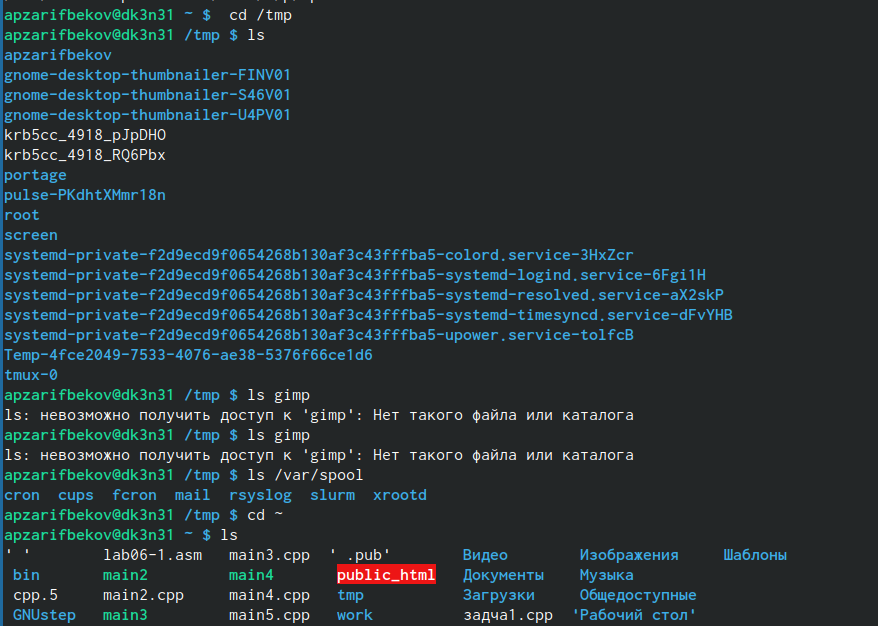 apzarifbekov@dk3n31 ~ $  cd /tmp
apzarifbekov@dk3n31 /tmp $ ls
apzarifbekov
gnome-desktop-thumbnailer-FINV01
gnome-desktop-thumbnailer-S46V01
gnome-desktop-thumbnailer-U4PV01
krb5cc_4918_pJpDHO
krb5cc_4918_RQ6Pbx
portage
pulse-PKdhtXMmr18n
root
screen
systemd-private-f2d9ecd9f0654268b130af3c43fffba5-colord.service-3HxZcr
systemd-private-f2d9ecd9f0654268b130af3c43fffba5-systemd-logind.service-6Fgi1H
systemd-private-f2d9ecd9f0654268b130af3c43fffba5-systemd-resolved.service-aX2skP
systemd-private-f2d9ecd9f0654268b130af3c43fffba5-systemd-timesyncd.service-dFvYHB
systemd-private-f2d9ecd9f0654268b130af3c43fffba5-upower.service-tolfcB
Temp-4fce2049-7533-4076-ae38-5376f66ce1d6
tmux-0
apzarifbekov@dk3n31 /tmp $ ls gimp
ls: невозможно получить доступ к 'gimp': Нет такого файла или каталога
apzarifbekov@dk3n31 /tmp $ ls gimp
ls: невозможно получить доступ к 'gimp': Нет такого файла или каталога
apzarifbekov@dk3n31 /tmp $ ls /var/spool
cron  cups  fcron  mail  rsyslog  slurm  xrootd
apzarifbekov@dk3n31 /tmp $ cd ~
apzarifbekov@dk3n31 ~ $ ls
' '        lab06-1.asm   main3.cpp  ' .pub'        Видео       Изображения     Шаблоны
 bin       main2         main4       public_html   Документы   Музыка
 cpp.5     main2.cpp     main4.cpp   tmp           Загрузки    Общедоступные
 GNUstep   main3         main5.cpp   work          задча1.cpp  'Рабочий стол'